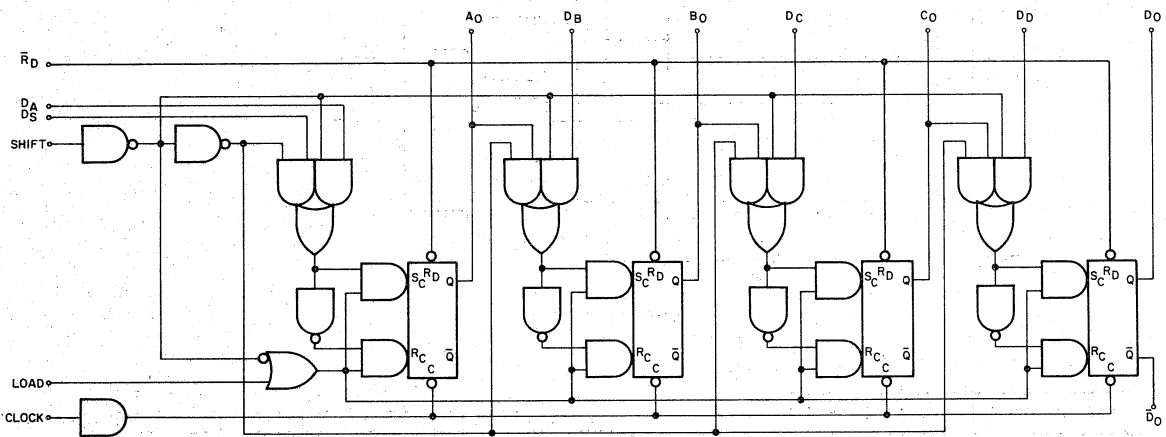 AO DB BO DC CO DD DO
R̅D
DA
DS
SHIFT
SC RD Q
RC Q̅
C
SC RD Q
RC Q̅
C
SC RD Q
RC Q̅
C
SC RD Q
RC Q̅
C
LOAD
CLOCK
D̅O